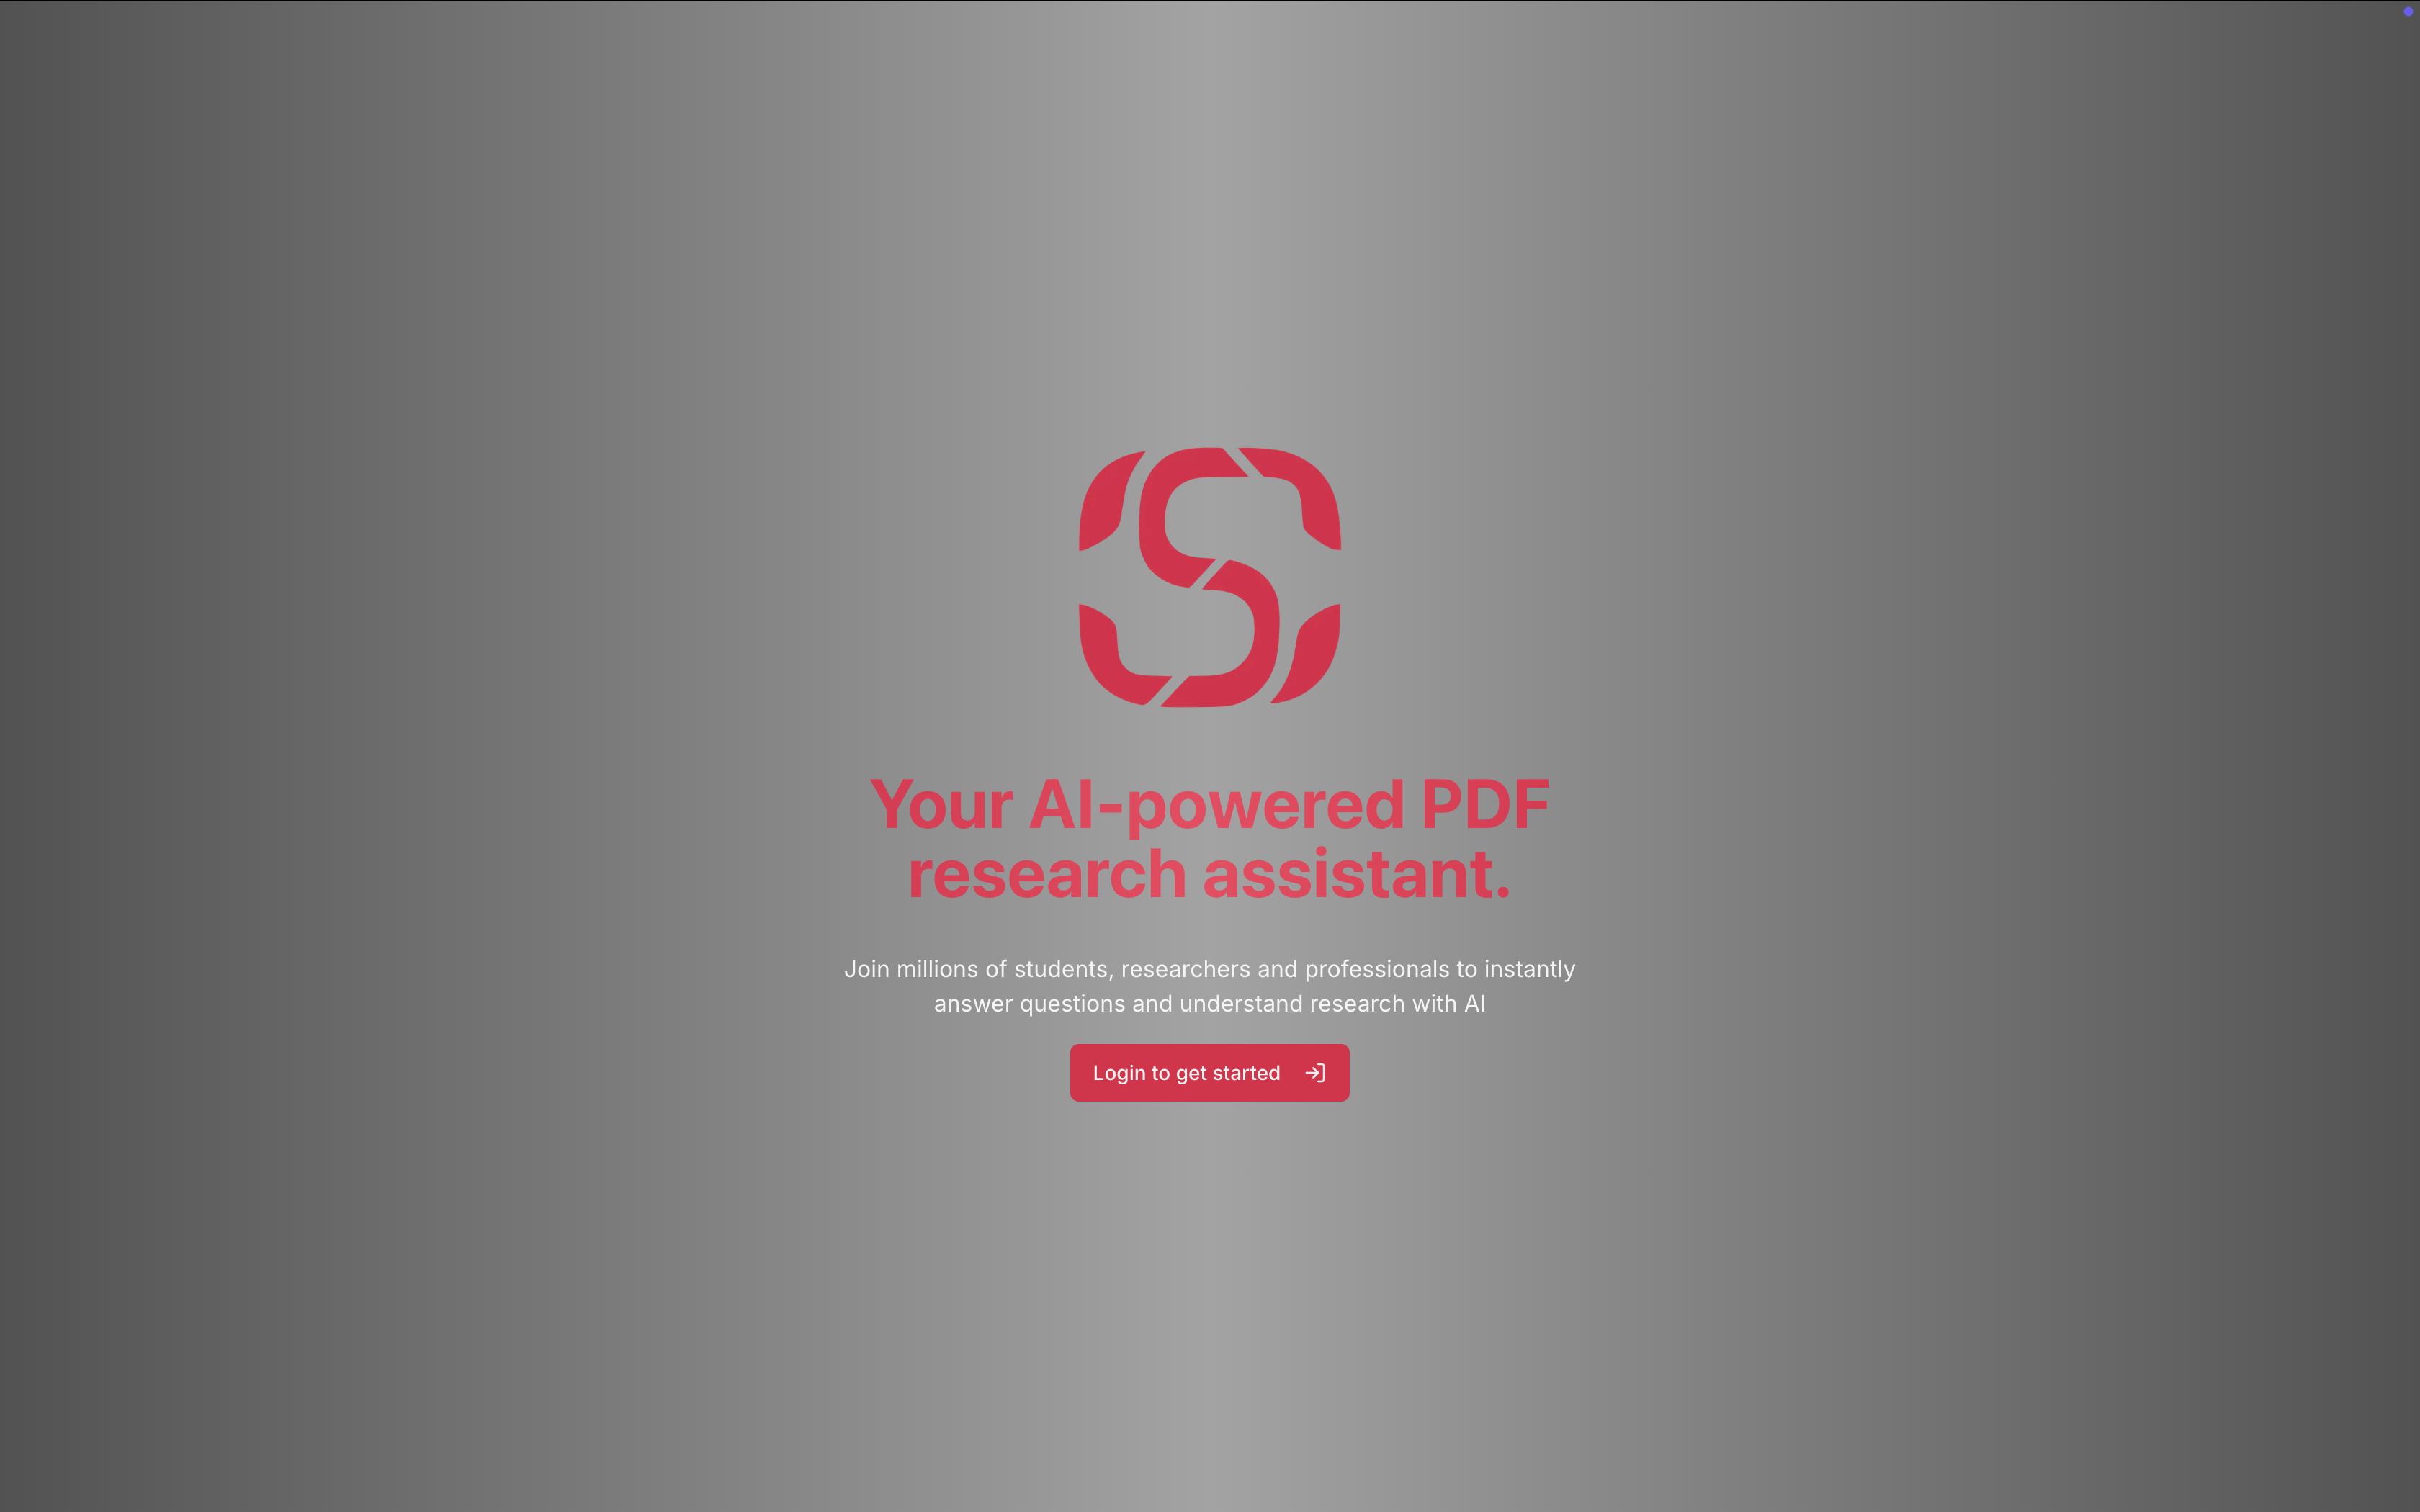 Your AI-powered PDF
research assistant.
Join millions of students, researchers and professionals to instantly
answer questions and understand research with AI
Login to get started